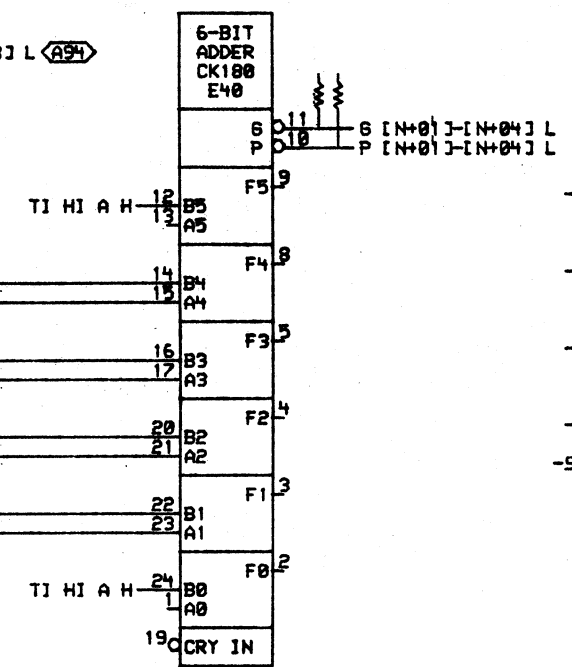 6-BIT
ADDER
CK180
E40
] L A94
G 11 G [N+01]-[N+04] L
P 10 P [N+01]-[N+04] L
F5 9
TI HI A H 12 B5
13 A5
F4 8
14 B4
15 A4
F3 5
16 B3
17 A3
F2 4
20 B2
21 A2
F1 3
22 B1
23 A1
F0 2
TI HI A H 24 B0
1 A0
19 CRY IN